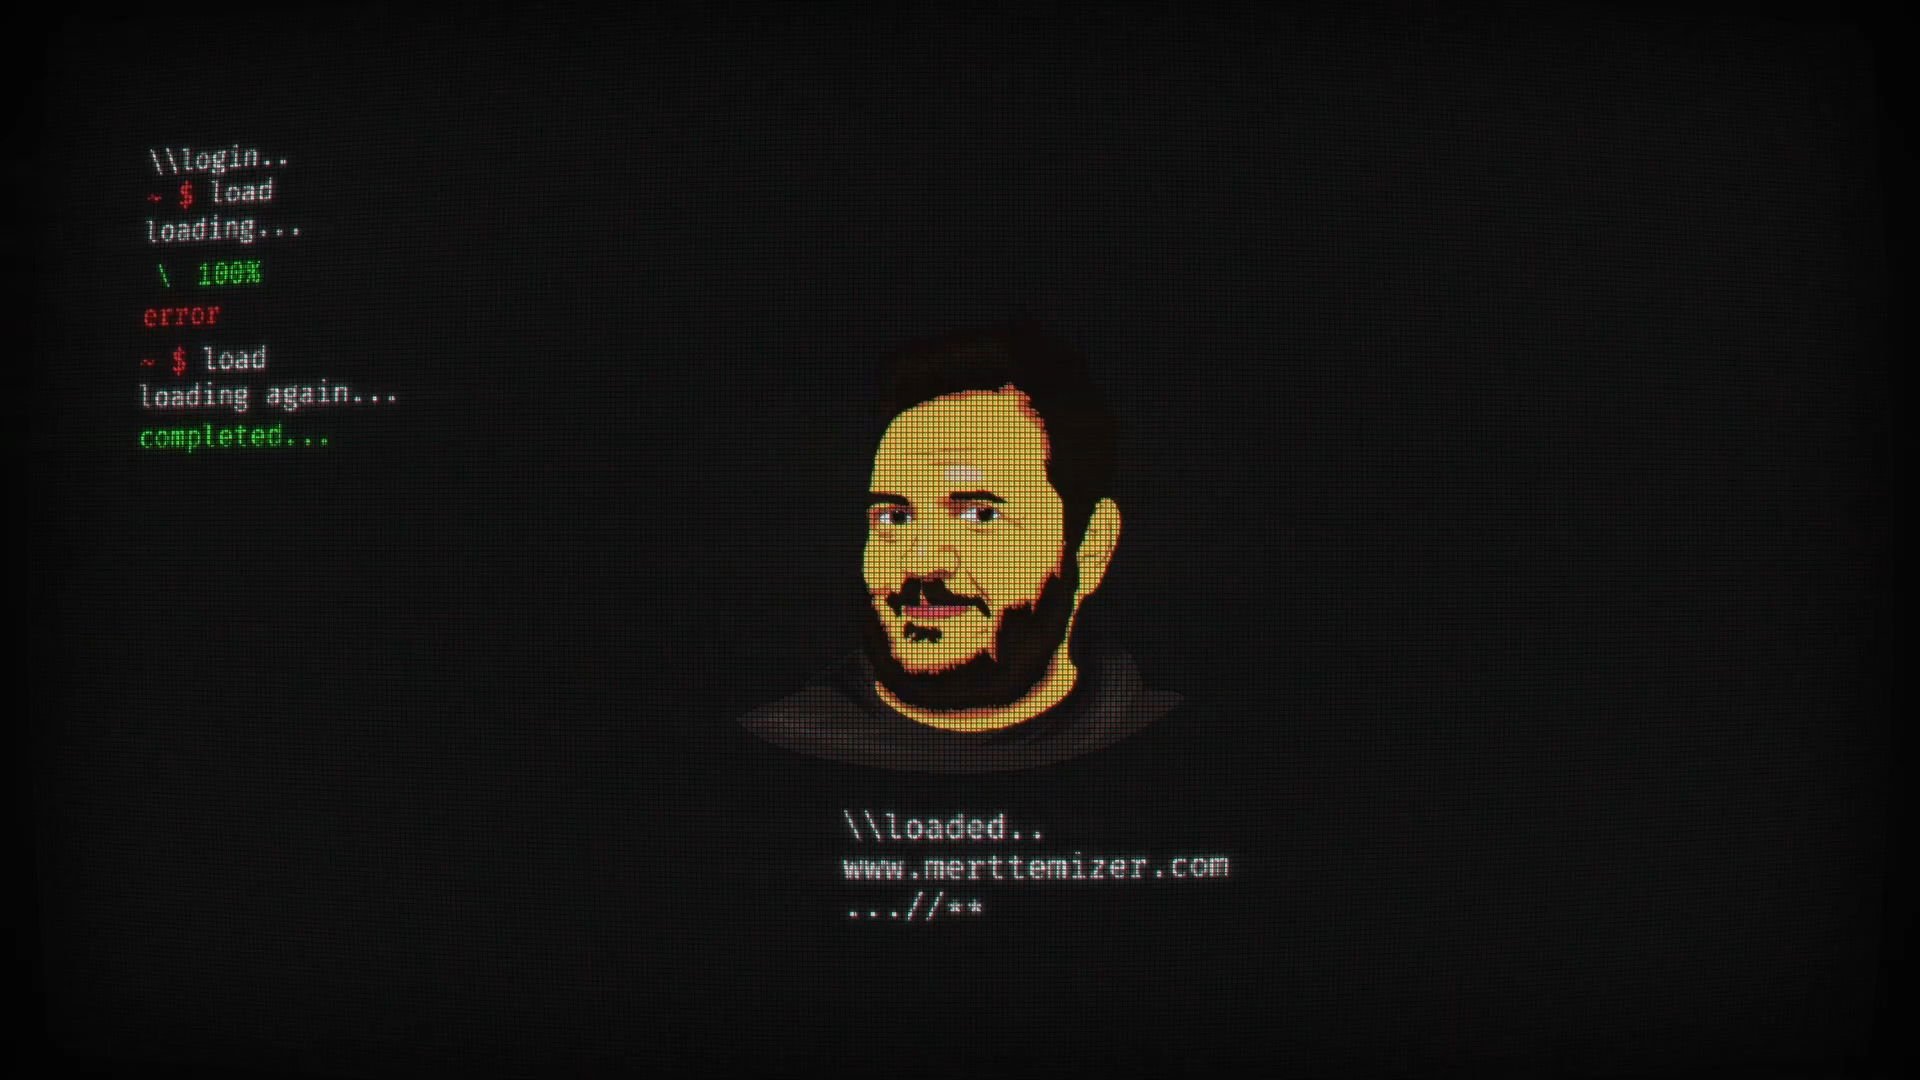 \\login..
~ $ load
loading...
\ 100%
error
~ $ load
loading again...
completed...
\\loaded..
www.merttemizer.com
...//**